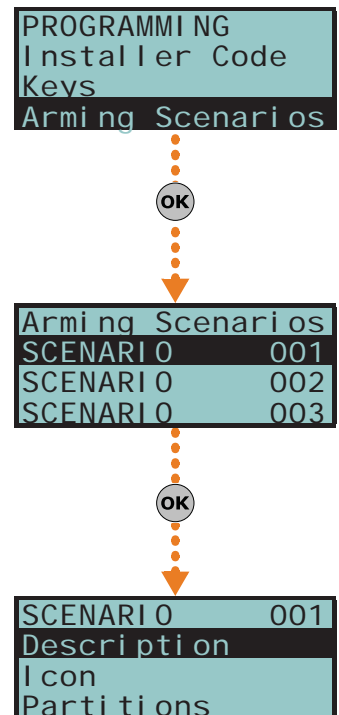 PROGRAMMING
Installer Code
Keys
Arming Scenarios
OK
Arming Scenarios
SCENARIO 001
SCENARIO 002
SCENARIO 003
OK
SCENARIO 001
Description
Icon
Partitions